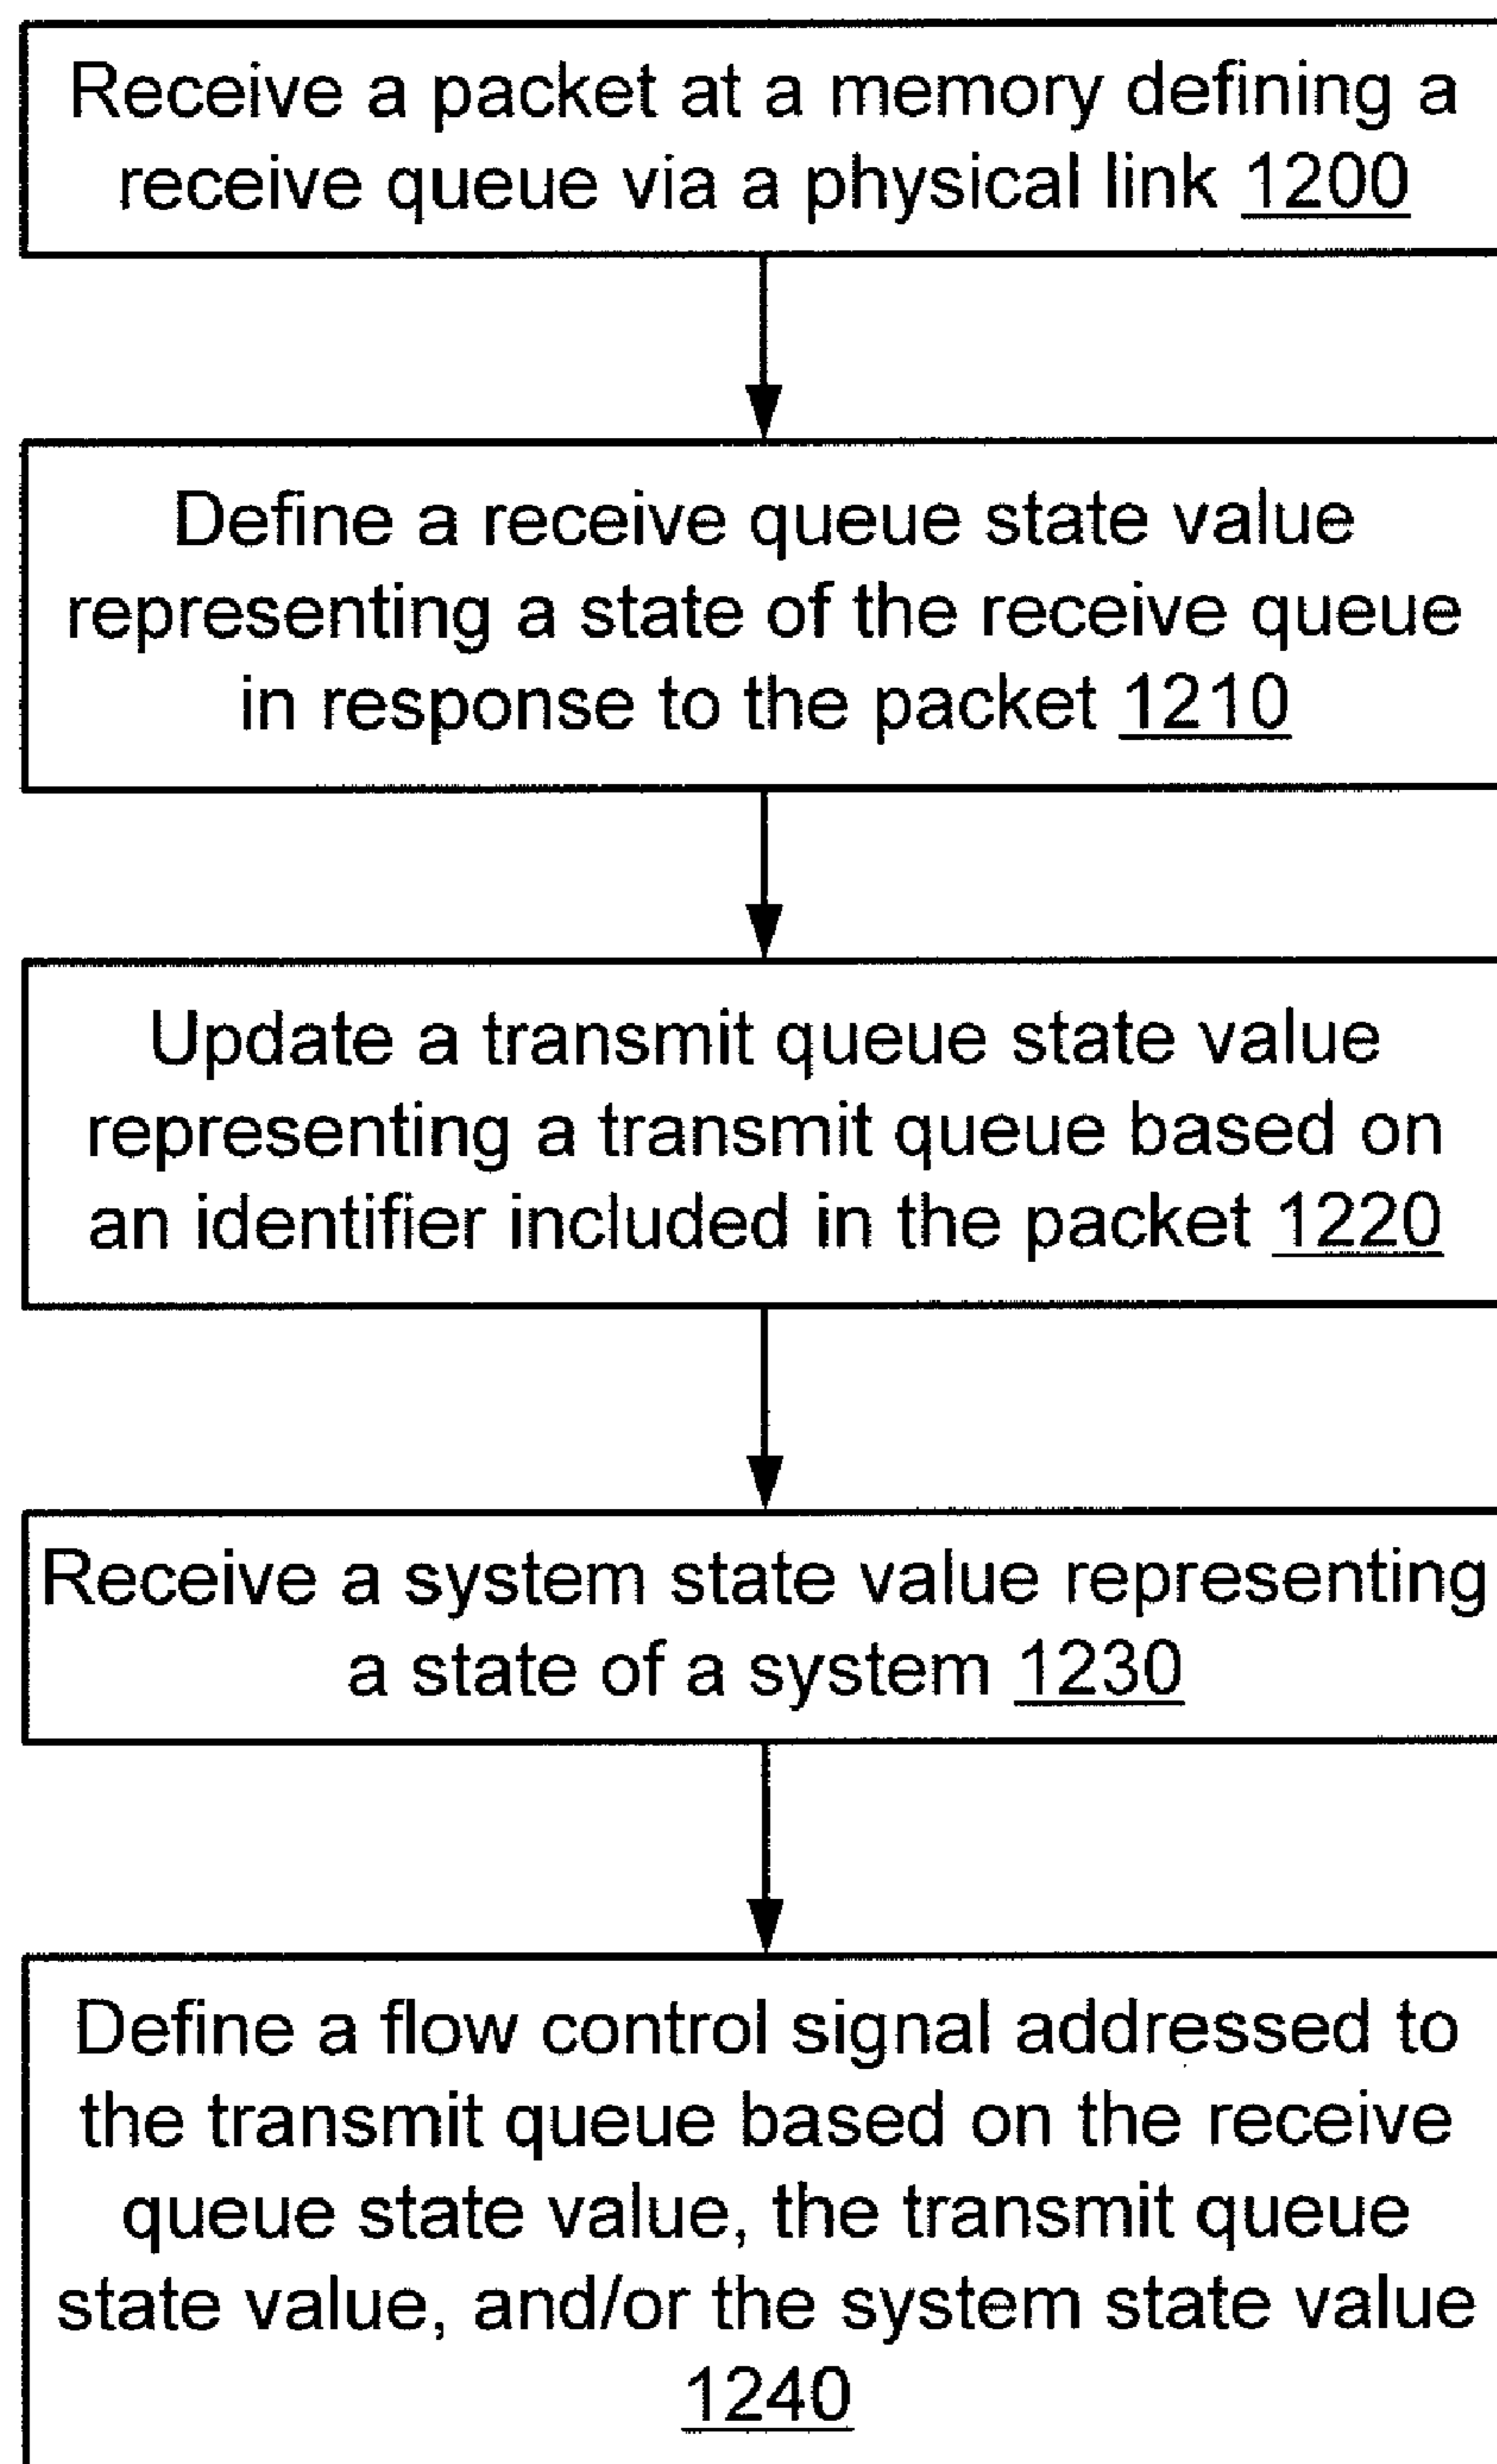 Receive a packet at a memory defining a
receive queue via a physical link 1200
Define a receive queue state value
representing a state of the receive queue
in response to the packet 1210
Update a transmit queue state value
representing a transmit queue based on
an identifier included in the packet 1220
Receive a system state value representing
a state of a system 1230
Define a flow control signal addressed to
the transmit queue based on the receive
queue state value, the transmit queue
state value, and/or the system state value
1240